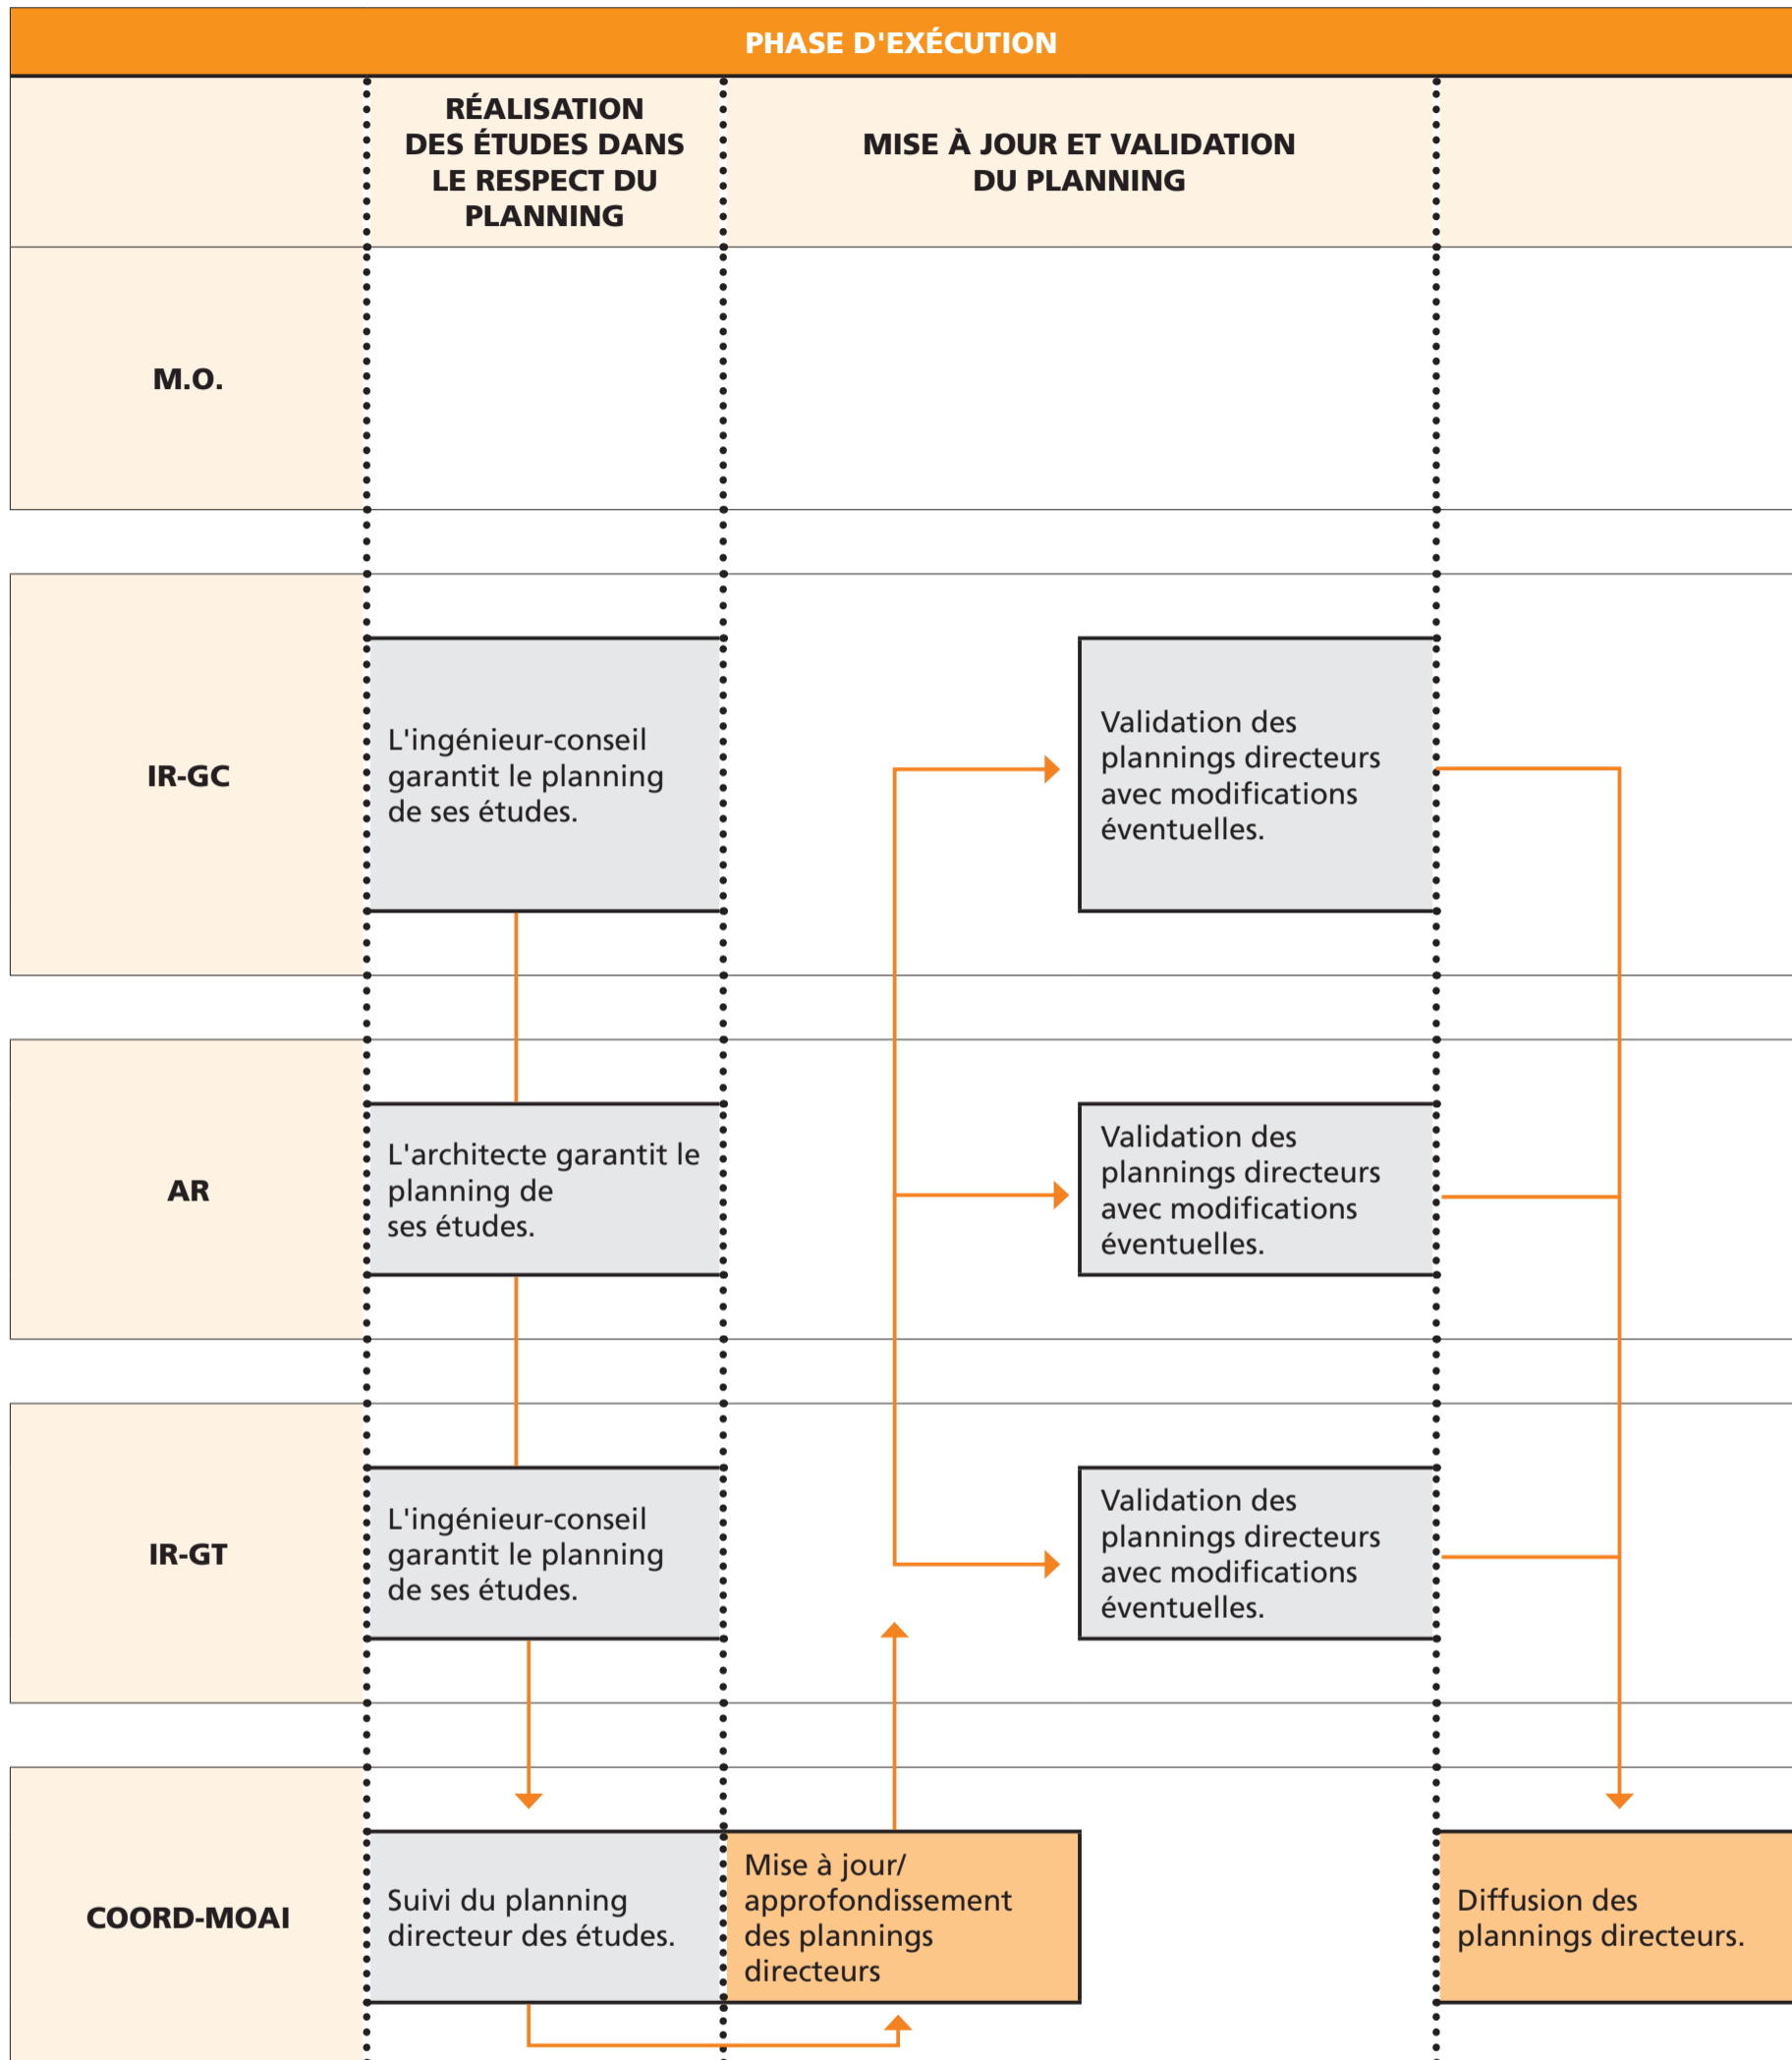 PHASE D'EXÉCUTION
RÉALISATION
DES ÉTUDES DANS
LE RESPECT DU
PLANNING
MISE À JOUR ET VALIDATION
DU PLANNING
M.O.
IR-GC
L'ingénieur-conseil
garantit le planning
de ses études.
Validation des
plannings directeurs
avec modifications
éventuelles.
AR
L'architecte garantit le
planning de
ses études.
Validation des
plannings directeurs
avec modifications
éventuelles.
IR-GT
L'ingénieur-conseil
garantit le planning
de ses études.
Validation des
plannings directeurs
avec modifications
éventuelles.
COORD-MOAI
Suivi du planning
directeur des études.
Mise à jour/
approfondissement
des plannings
directeurs
Diffusion des
plannings directeurs.